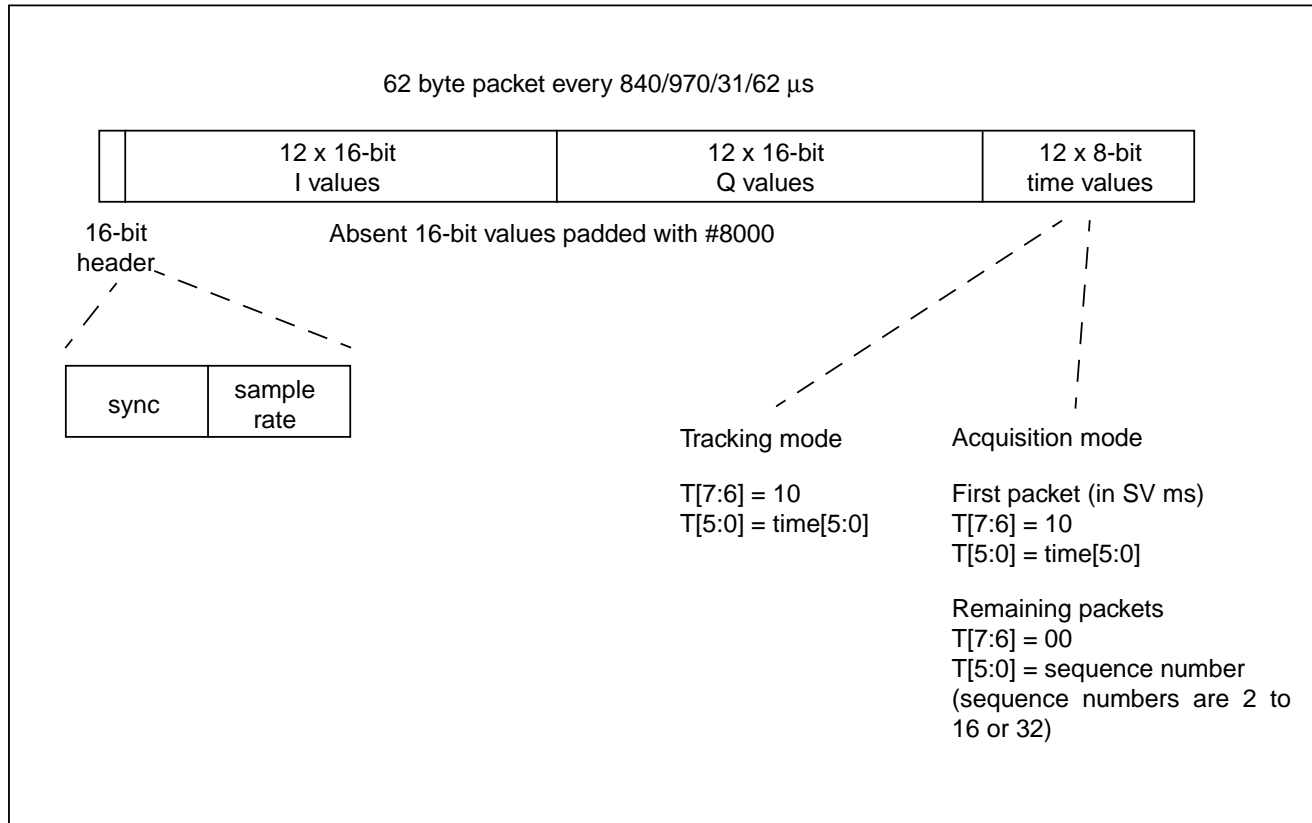 62 byte packet every 840/970/31/62 μs
12 x 16-bit
I values
12 x 16-bit
Q values
12 x 8-bit
time values
16-bit
header
Absent 16-bit values padded with #8000
sync
sample
rate
Tracking mode
T[7:6] = 10
T[5:0] = time[5:0]
Acquisition mode
First packet (in SV ms)
T[7:6] = 10
T[5:0] = time[5:0]
Remaining packets
T[7:6] = 00
T[5:0] = sequence number
(sequence numbers are 2 to
16 or 32)